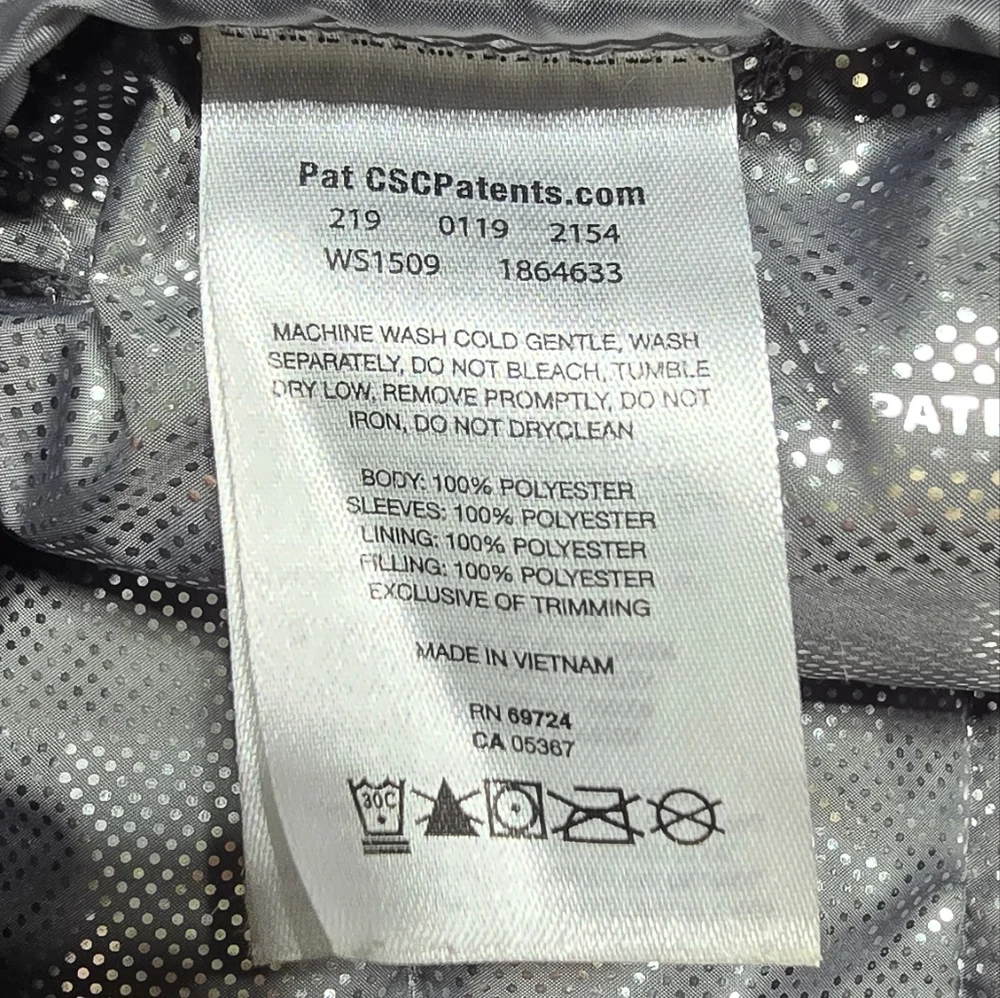 Pat CSCPatents.com
219 0119 2154
WS1509 1864633
MACHINE WASH COLD GENTLE, WASH
SEPARATELY, DO NOT BLEACH, TUMBLE
DRY LOW, REMOVE PROMPTLY, DO NOT
IRON, DO NOT DRYCLEAN
BODY: 100% POLYESTER
SLEEVES: 100% POLYESTER
LINING: 100% POLYESTER
FILLING: 100% POLYESTER
EXCLUSIVE OF TRIMMING
MADE IN VIETNAM
RN 69724
CA 05367
30C
PATE